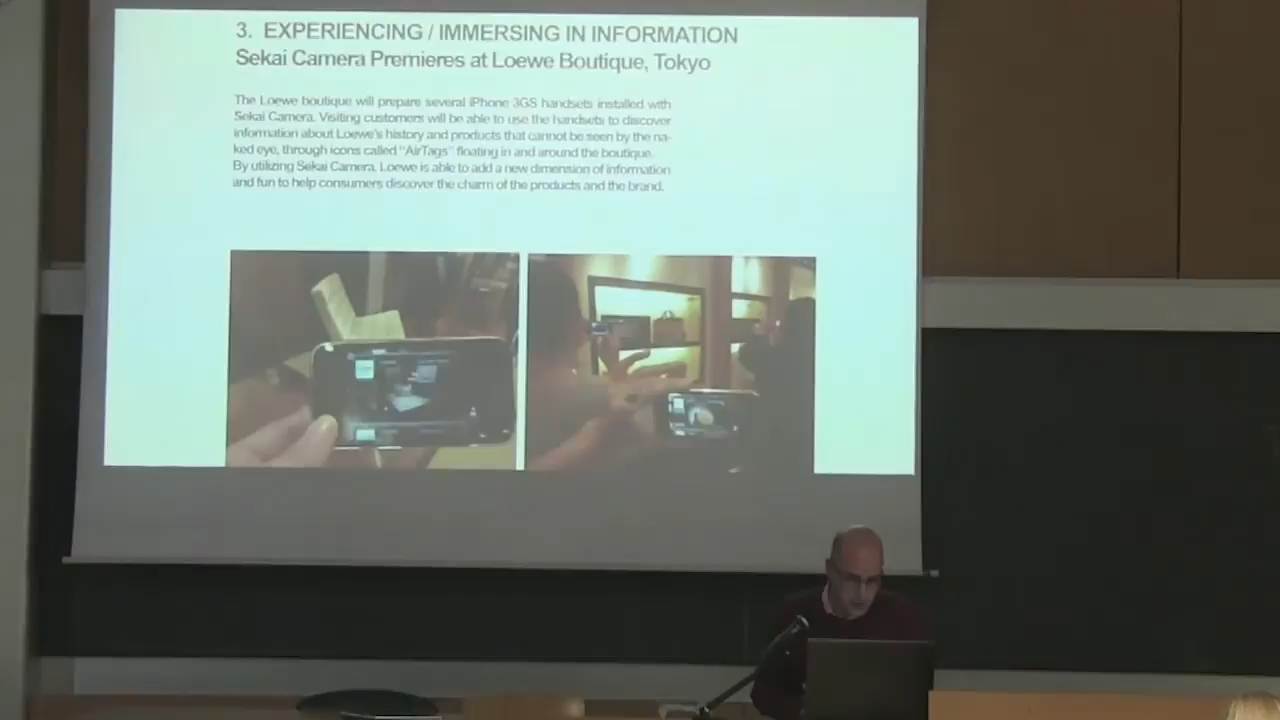 3. EXPERIENCING / IMMERSING IN INFORMATION
Sekai Camera Premieres at Loewe Boutique, Tokyo
The Loewe boutique will prepare several iPhone 3GS handsets installed with
Sekai Camera. Visiting customers will be able to use the handsets to discover
information about Loewe's history and products that cannot be seen by the na-
ked eye, through icons called "AirTags" floating in and around the boutique.
By utilizing Sekai Camera, Loewe is able to add a new dimension of information
and fun to help consumers discover the charm of the products and the brand.